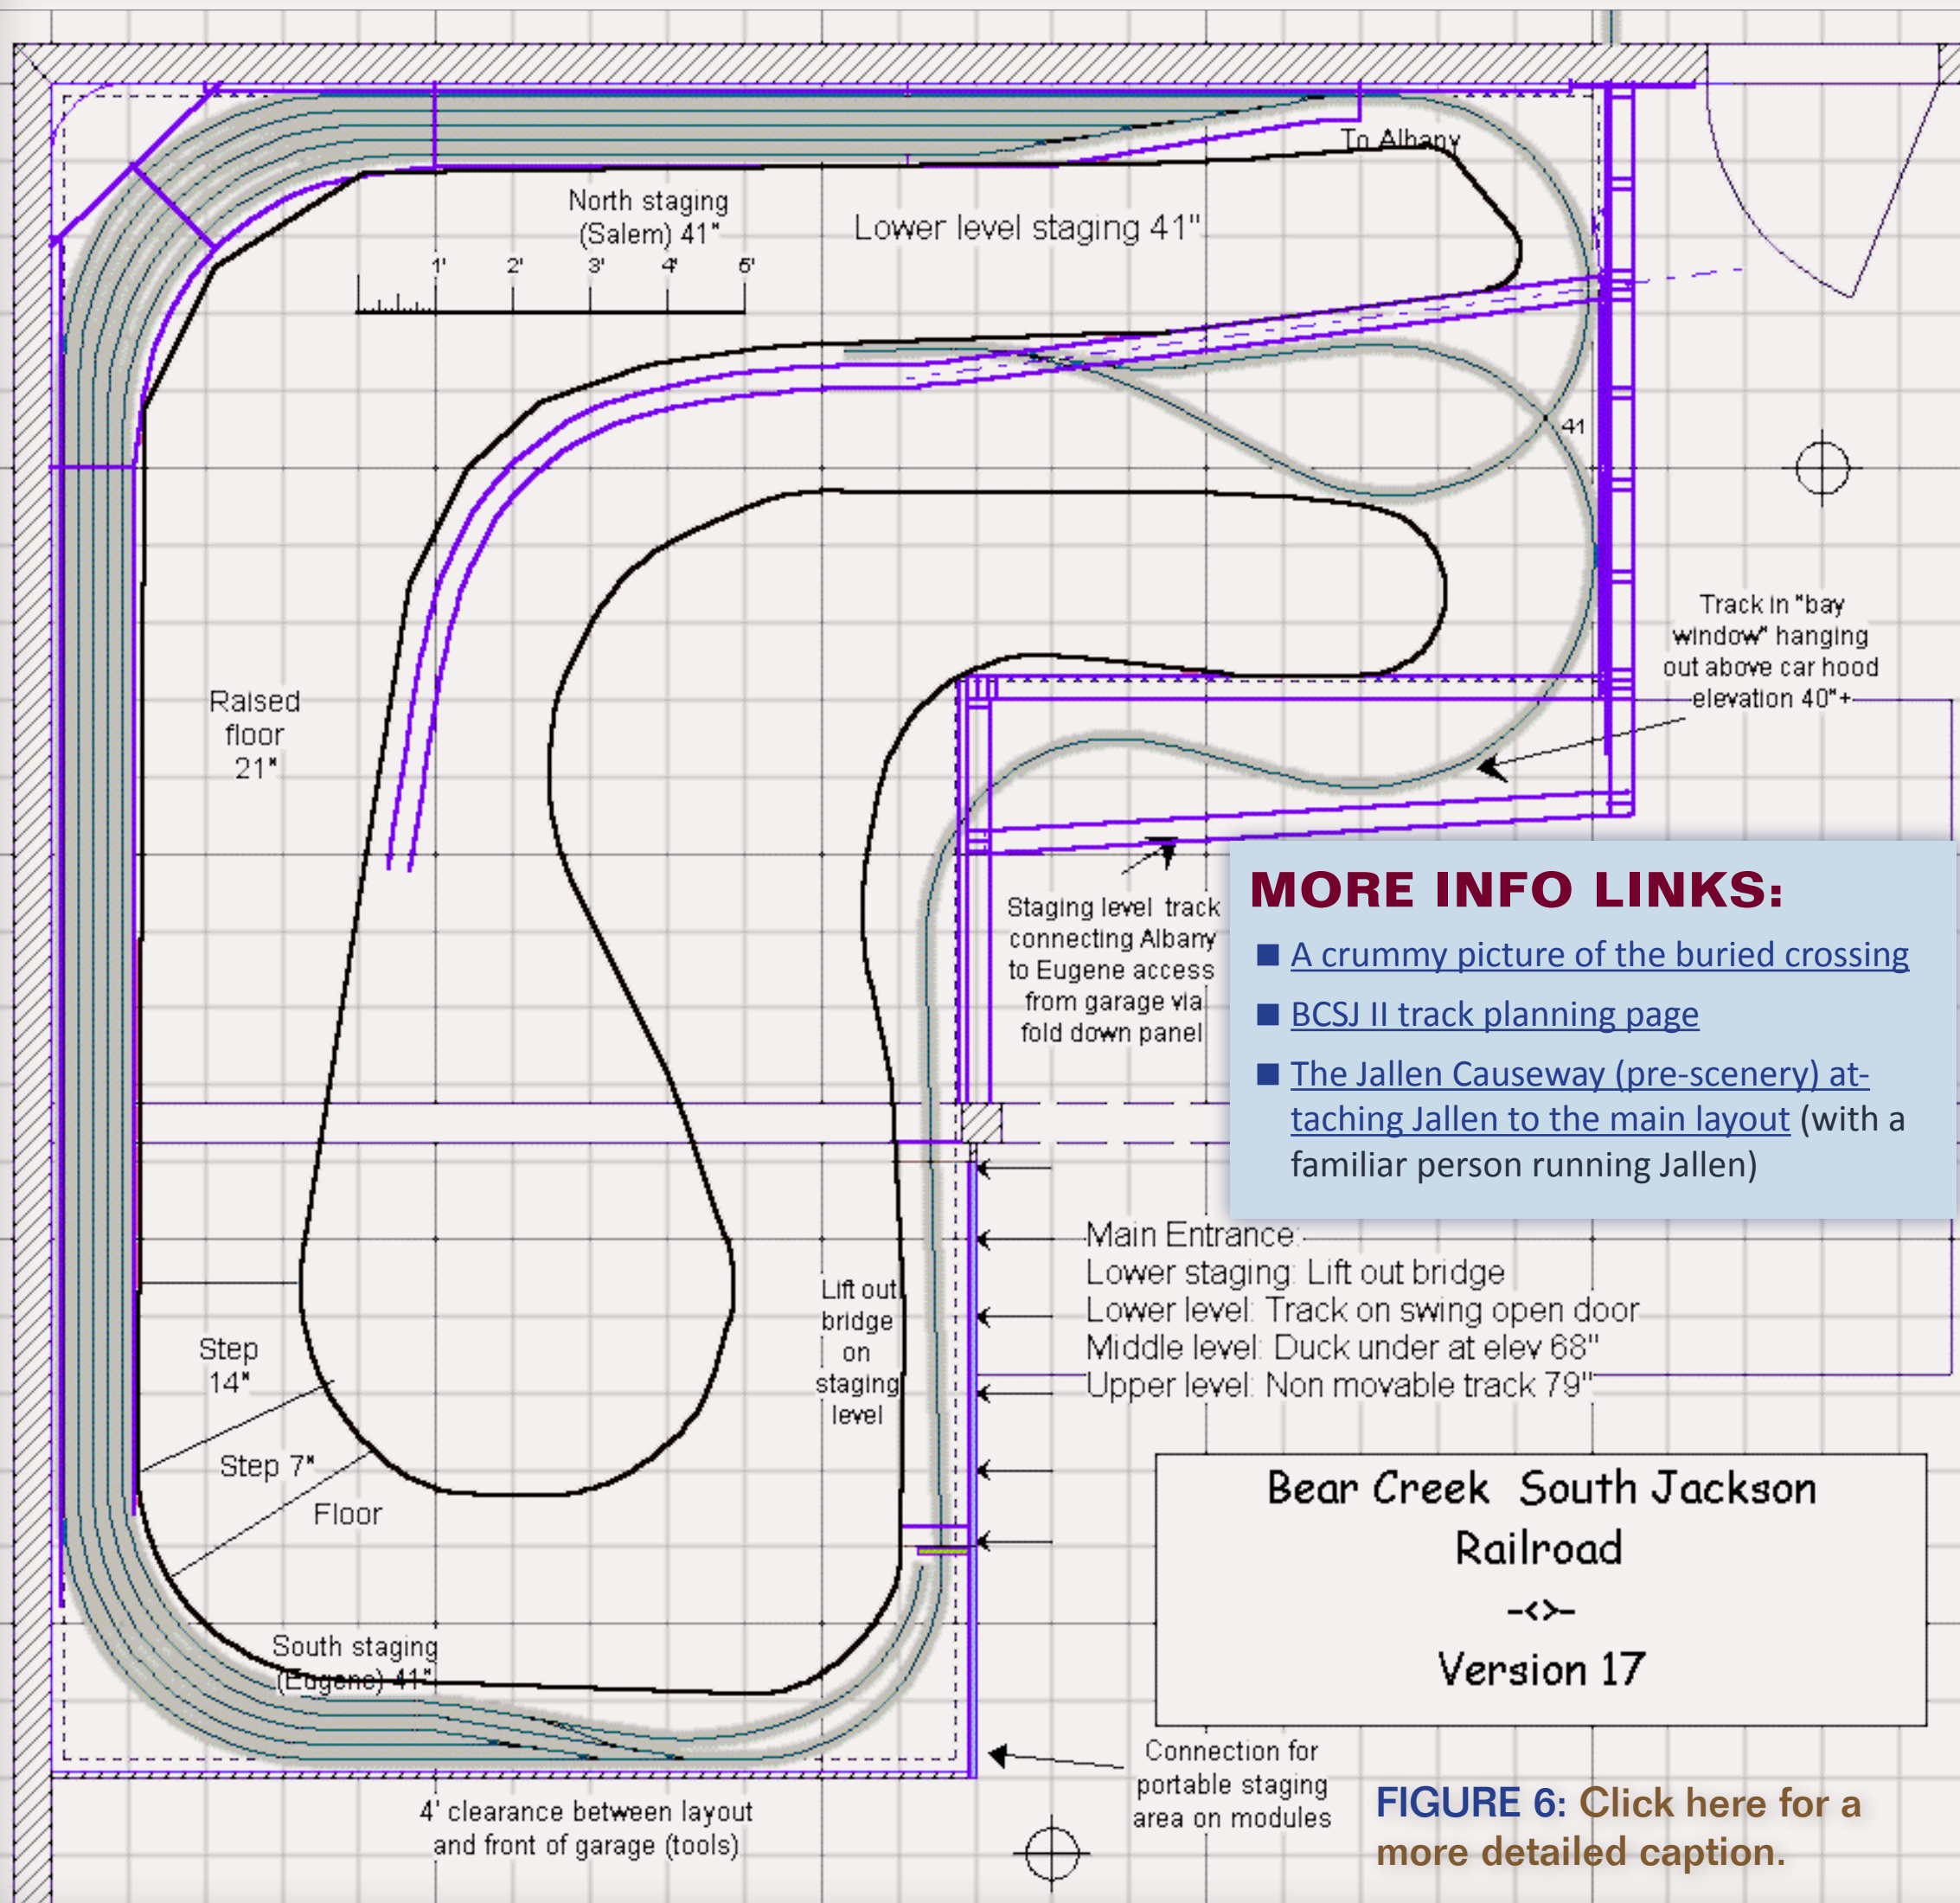 To Albany
North staging
(Salem) 41"
Lower level staging 41"
1' 2' 3' 4' 5'
41
Track in "bay
window" hanging
out above car hood
elevation 40"+
Raised
floor
21"
Staging level track
connecting Albany
to Eugene access
from garage via
fold down panel
MORE INFO LINKS:
■ A crummy picture of the buried crossing
■ BCSJ II track planning page
■ The Jallen Causeway (pre-scenery) at-
taching Jallen to the main layout (with a
familiar person running Jallen)
Main Entrance:
Lower staging: Lift out bridge
Lower level: Track on swing open door
Middle level: Duck under at elev 68"
Upper level: Non movable track 79"
Lift out
bridge
on
staging
level
Step
14"
Step 7"
Floor
Bear Creek South Jackson
Railroad
-<>-
Version 17
South staging
(Eugene) 41"
Connection for
portable staging
area on modules
4' clearance between layout
and front of garage (tools)
FIGURE 6: Click here for a
more detailed caption.